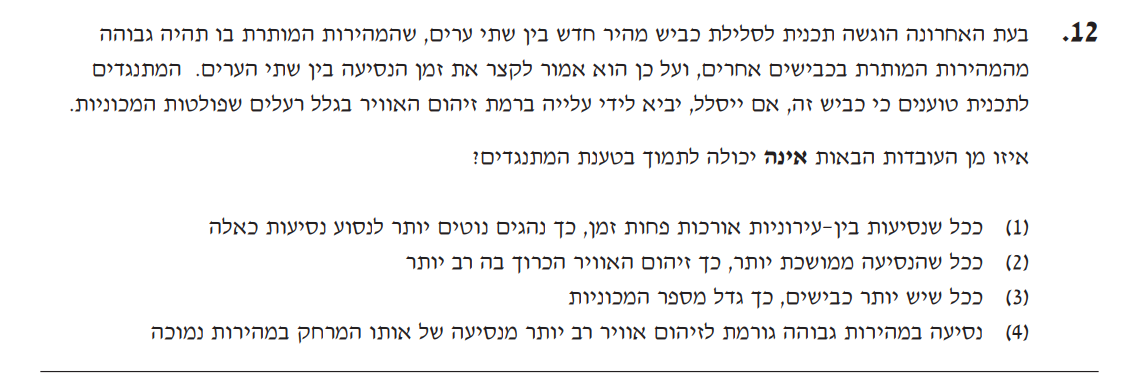 12. בעת האחרונה הוגשה תכנית לסלילת כביש מהיר חדש בין שתי ערים, שהמהירות המותרת בו תהיה גבוהה
מהמהירות המותרת בכבישים אחרים, ועל כן הוא אמור לקצר את זמן הנסיעה בין שתי הערים. המתנגדים
לתכנית טוענים כי כביש זה, אם ייסלל, יביא לידי עלייה ברמת זיהום האוויר בגלל רעלים שפולטות המכוניות.
איזו מן העובדות הבאות אינה יכולה לתמוך בטענת המתנגדים?
(1) ככל שנסיעות בין-עירוניות אורכות פחות זמן, כך נהגים נוטים יותר לנסוע נסיעות כאלה
(2) ככל שהנסיעה ממושכת יותר, כך זיהום האוויר הכרוך בה רב יותר
(3) ככל שיש יותר כבישים, כך גדל מספר המכוניות
(4) נסיעה במהירות גבוהה גורמת לזיהום אוויר רב יותר מנסיעה של אותו המרחק במהירות נמוכה